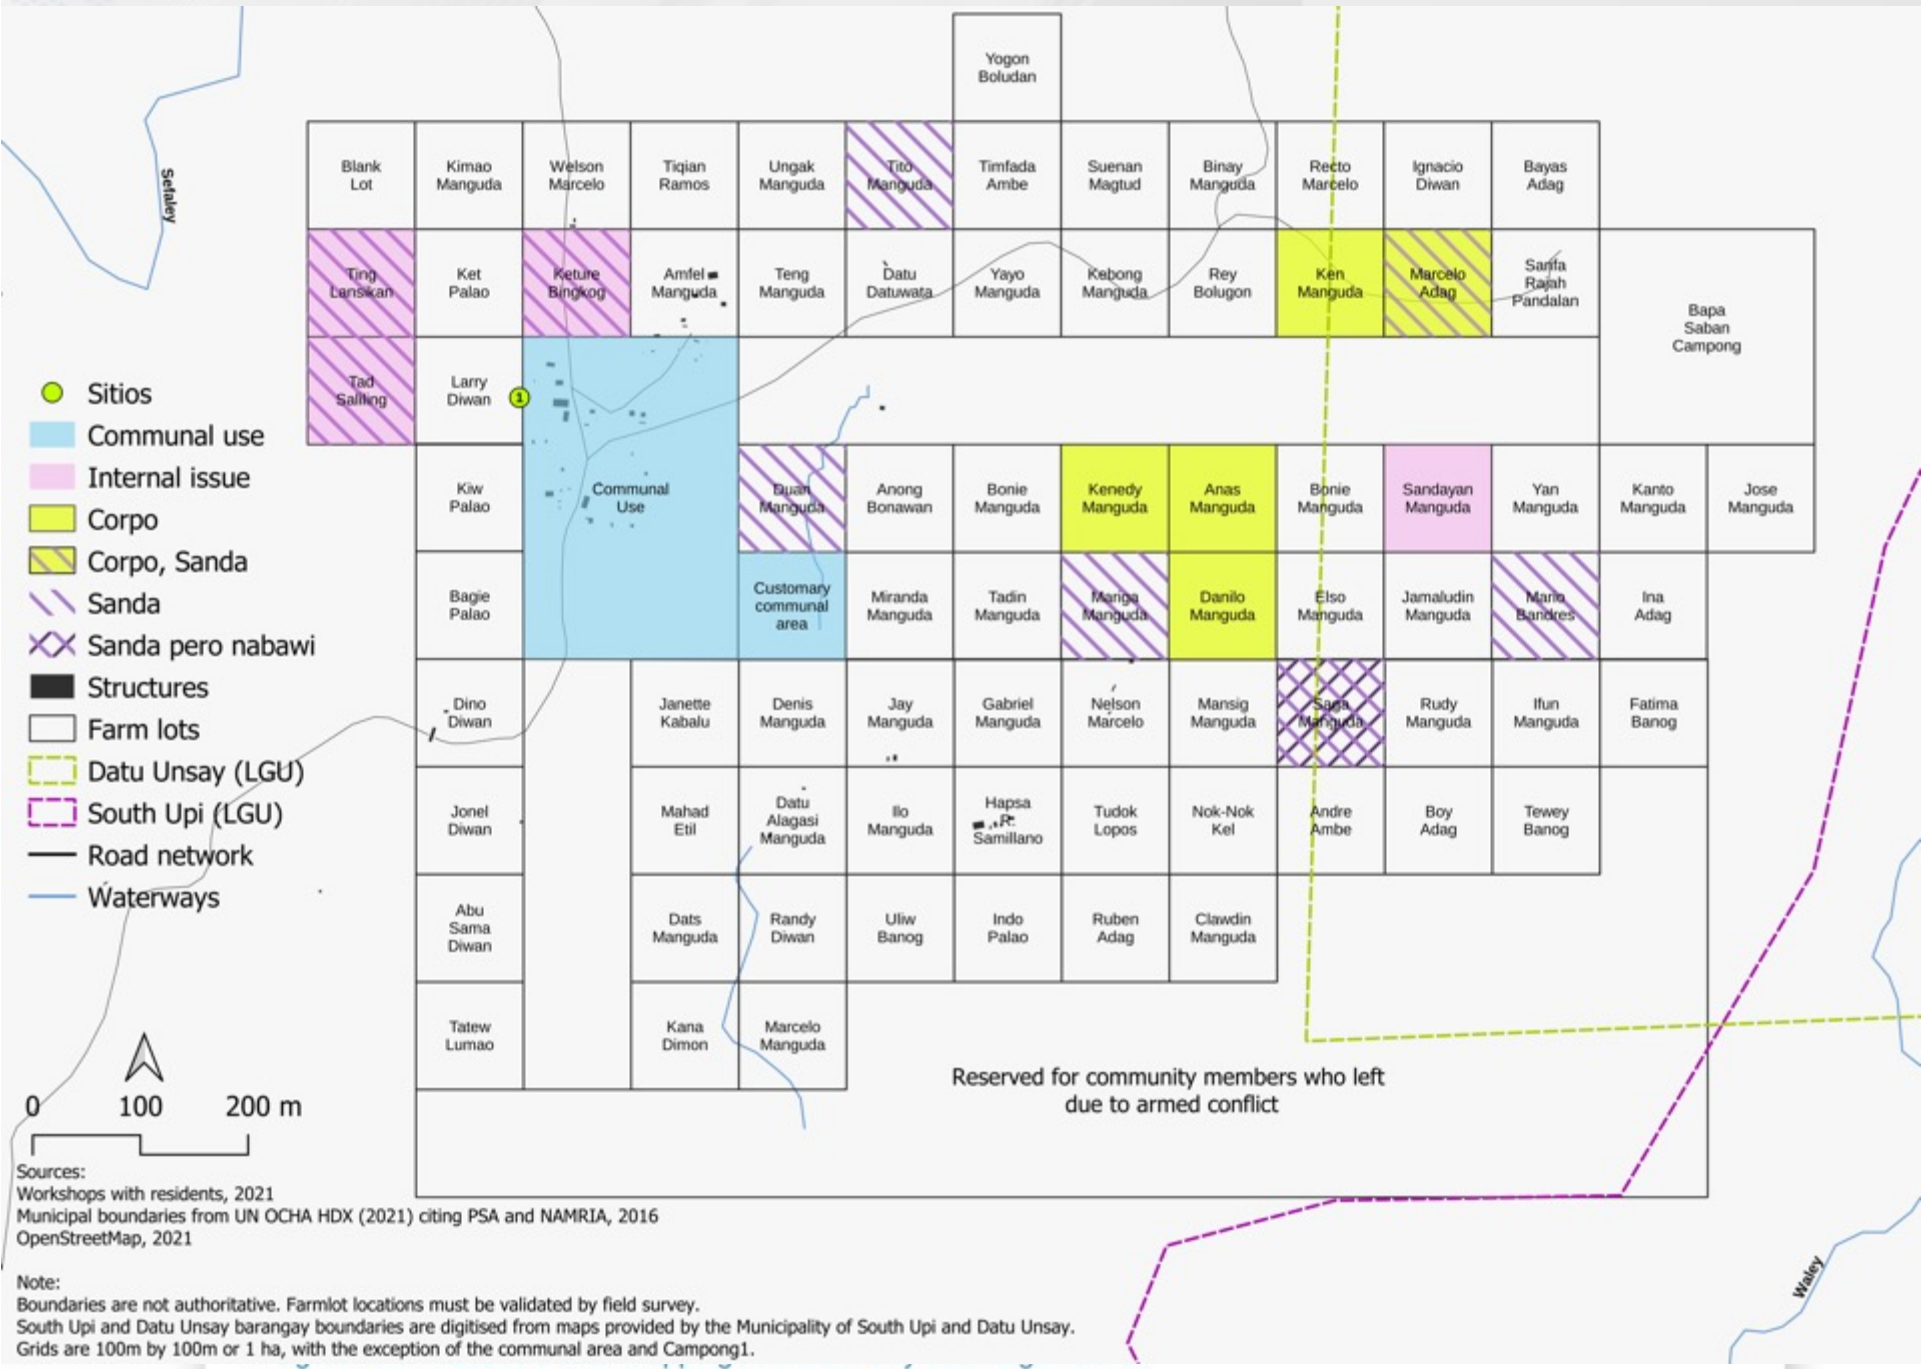 Yogon
Boludan
Blank
Lot
Kimao
Manguda
Welson
Marcelo
Tiqian
Ramos
Ungak
Manguda
Tito
Manguda
Timfada
Ambe
Suenan
Magtud
Binay
Manguda
Recto
Marcelo
Ignacio
Diwan
Bayas
Adag
Sefaley
Ting
Lansikan
Ket
Palao
Keture
Bingkog
Amfel
Manguda
Teng
Manguda
Datu
Datuwata
Yayo
Manguda
Kebong
Manguda
Rey
Bolugon
Ken
Manguda
Marcelo
Adag
Sanfa
Rajah
Pandalan
Bapa
Saban
Campong
Tad
Saliling
Larry
Diwan
1
Kiw
Palao
Communal
Use
Duan
Manguda
Anong
Bonawan
Bonie
Manguda
Kenedy
Manguda
Anas
Manguda
Bonie
Manguda
Sandayan
Manguda
Yan
Manguda
Kanto
Manguda
Jose
Manguda
Bagie
Palao
Customary
communal
area
Miranda
Manguda
Tadin
Manguda
Manga
Manguda
Danilo
Manguda
Elso
Manguda
Jamaludin
Manguda
Mario
Bandres
Ina
Adag
Dino
Diwan
Janette
Kabalu
Denis
Manguda
Jay
Manguda
Gabriel
Manguda
Nelson
Marcelo
Mansig
Manguda
Saga
Manguda
Rudy
Manguda
Ifun
Manguda
Fatima
Banog
Jonel
Diwan
Mahad
Etil
Datu
Alagasi
Manguda
Ilo
Manguda
Hapsa
R.
Samillano
Tudok
Lopos
Nok-Nok
Kel
Andre
Ambe
Boy
Adag
Tewey
Banog
Abu
Sama
Diwan
Dats
Manguda
Randy
Diwan
Uliw
Banog
Indo
Palao
Ruben
Adag
Clawdin
Manguda
Tatew
Lumao
Kana
Dimon
Marcelo
Manguda
Reserved for community members who left
due to armed conflict
Waley
Sitios
Communal use
Internal issue
Corpo
Corpo, Sanda
Sanda
Sanda pero nabawi
Structures
Farm lots
Datu Unsay (LGU)
South Upi (LGU)
Road network
Waterways
0 100 200 m
Sources:
Workshops with residents, 2021
Municipal boundaries from UN OCHA HDX (2021) citing PSA and NAMRIA, 2016
OpenStreetMap, 2021
Note:
Boundaries are not authoritative. Farmlot locations must be validated by field survey.
South Upi and Datu Unsay barangay boundaries are digitised from maps provided by the Municipality of South Upi and Datu Unsay.
Grids are 100m by 100m or 1 ha, with the exception of the communal area and Campong1.